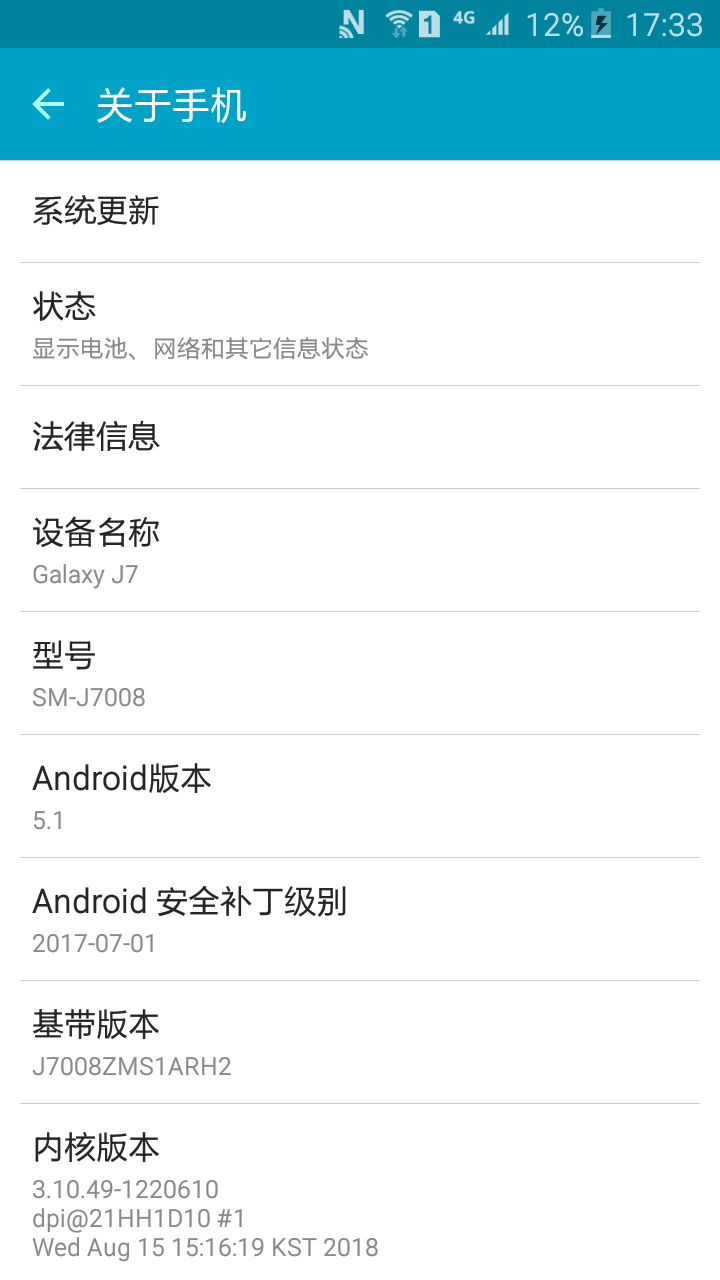 N 1 4G 12% 17:33
关于手机
系统更新
状态
显示电池、网络和其它信息状态
法律信息
设备名称
Galaxy J7
型号
SM-J7008
Android版本
5.1
Android 安全补丁级别
2017-07-01
基带版本
J7008ZMS1ARH2
内核版本
3.10.49-1220610
dpi@21HH1D10 #1
Wed Aug 15 15:16:19 KST 2018